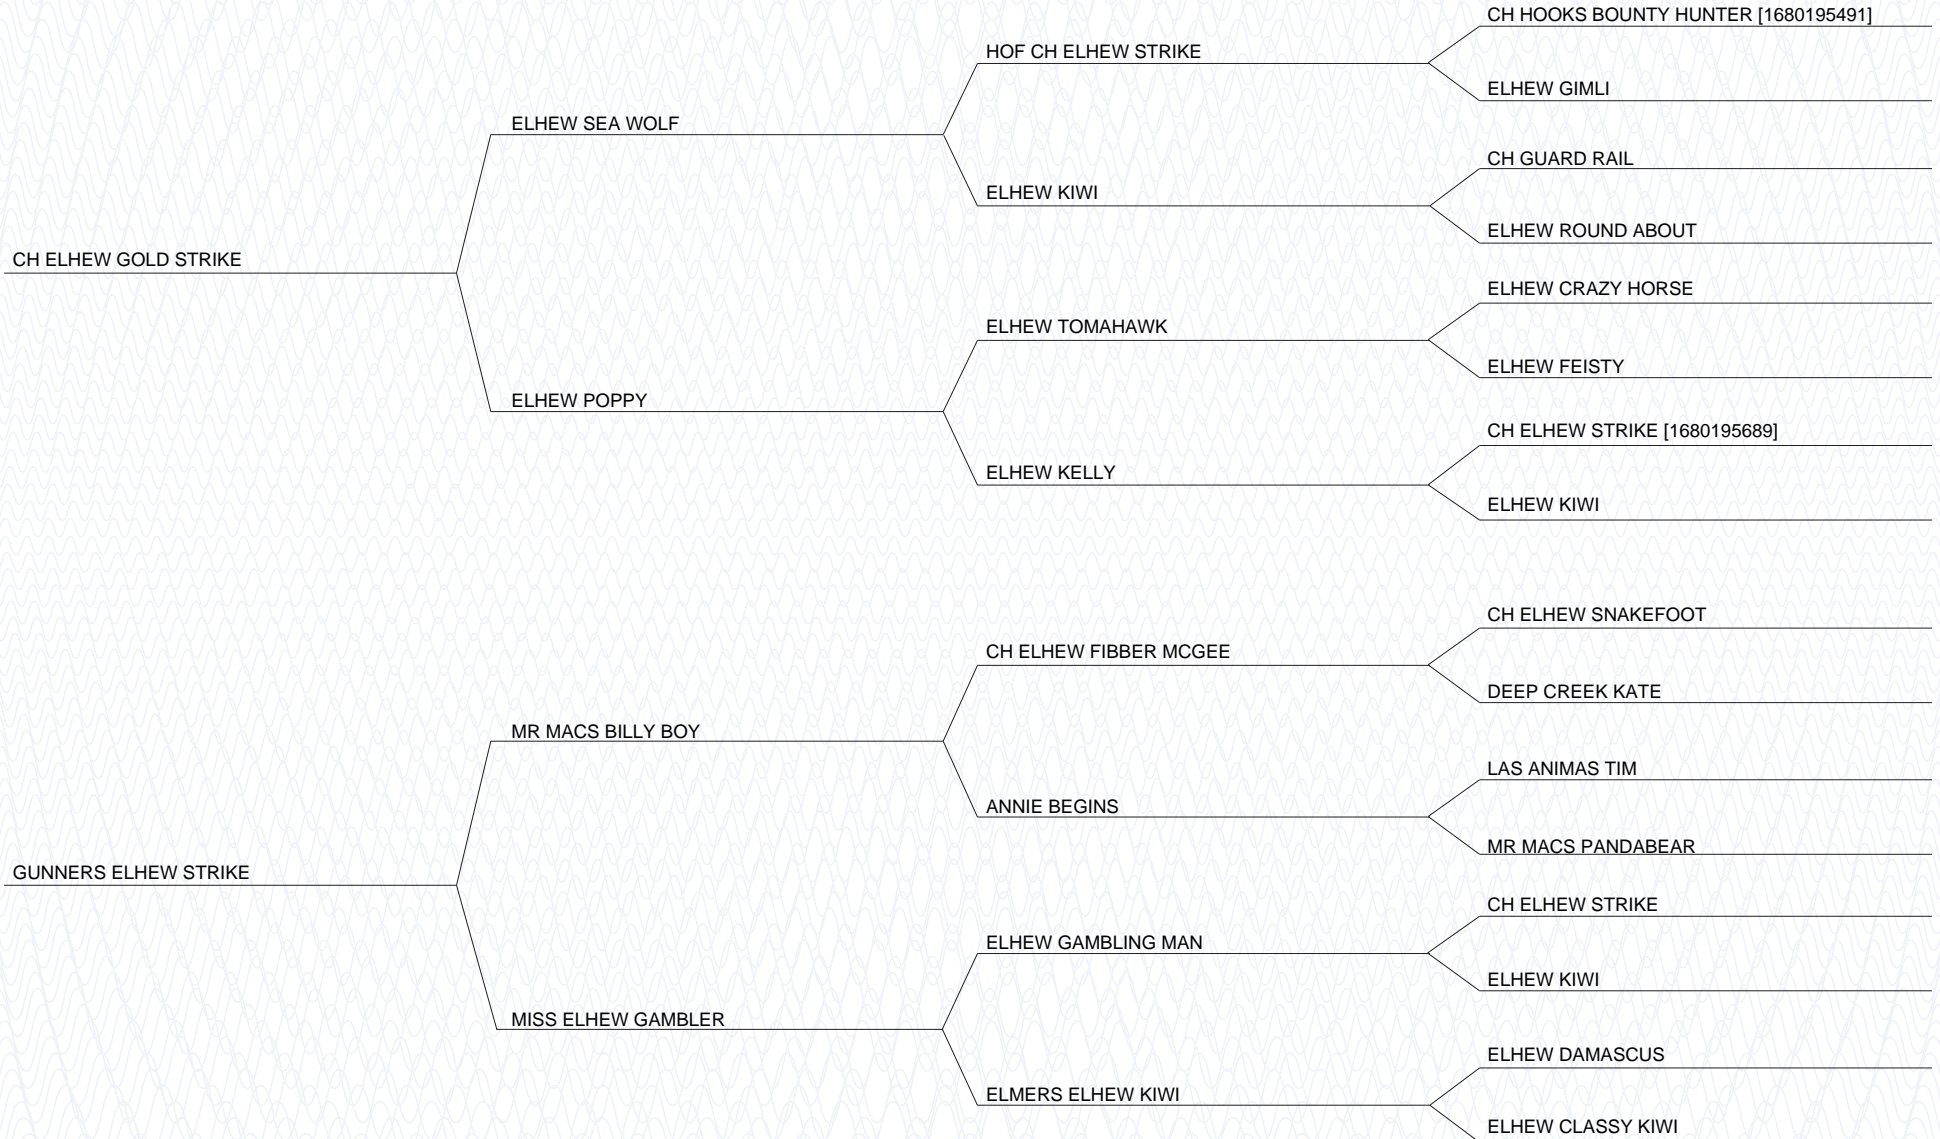 CH HOOKS BOUNTY HUNTER [1680195491]
HOF CH ELHEW STRIKE
ELHEW GIMLI
ELHEW SEA WOLF
CH GUARD RAIL
ELHEW KIWI
ELHEW ROUND ABOUT
CH ELHEW GOLD STRIKE
ELHEW CRAZY HORSE
ELHEW TOMAHAWK
ELHEW FEISTY
ELHEW POPPY
CH ELHEW STRIKE [1680195689]
ELHEW KELLY
ELHEW KIWI
CH ELHEW SNAKEFOOT
CH ELHEW FIBBER MCGEE
DEEP CREEK KATE
MR MACS BILLY BOY
LAS ANIMAS TIM
ANNIE BEGINS
MR MACS PANDABEAR
GUNNERS ELHEW STRIKE
CH ELHEW STRIKE
ELHEW GAMBLING MAN
ELHEW KIWI
MISS ELHEW GAMBLER
ELHEW DAMASCUS
ELMERS ELHEW KIWI
ELHEW CLASSY KIWI